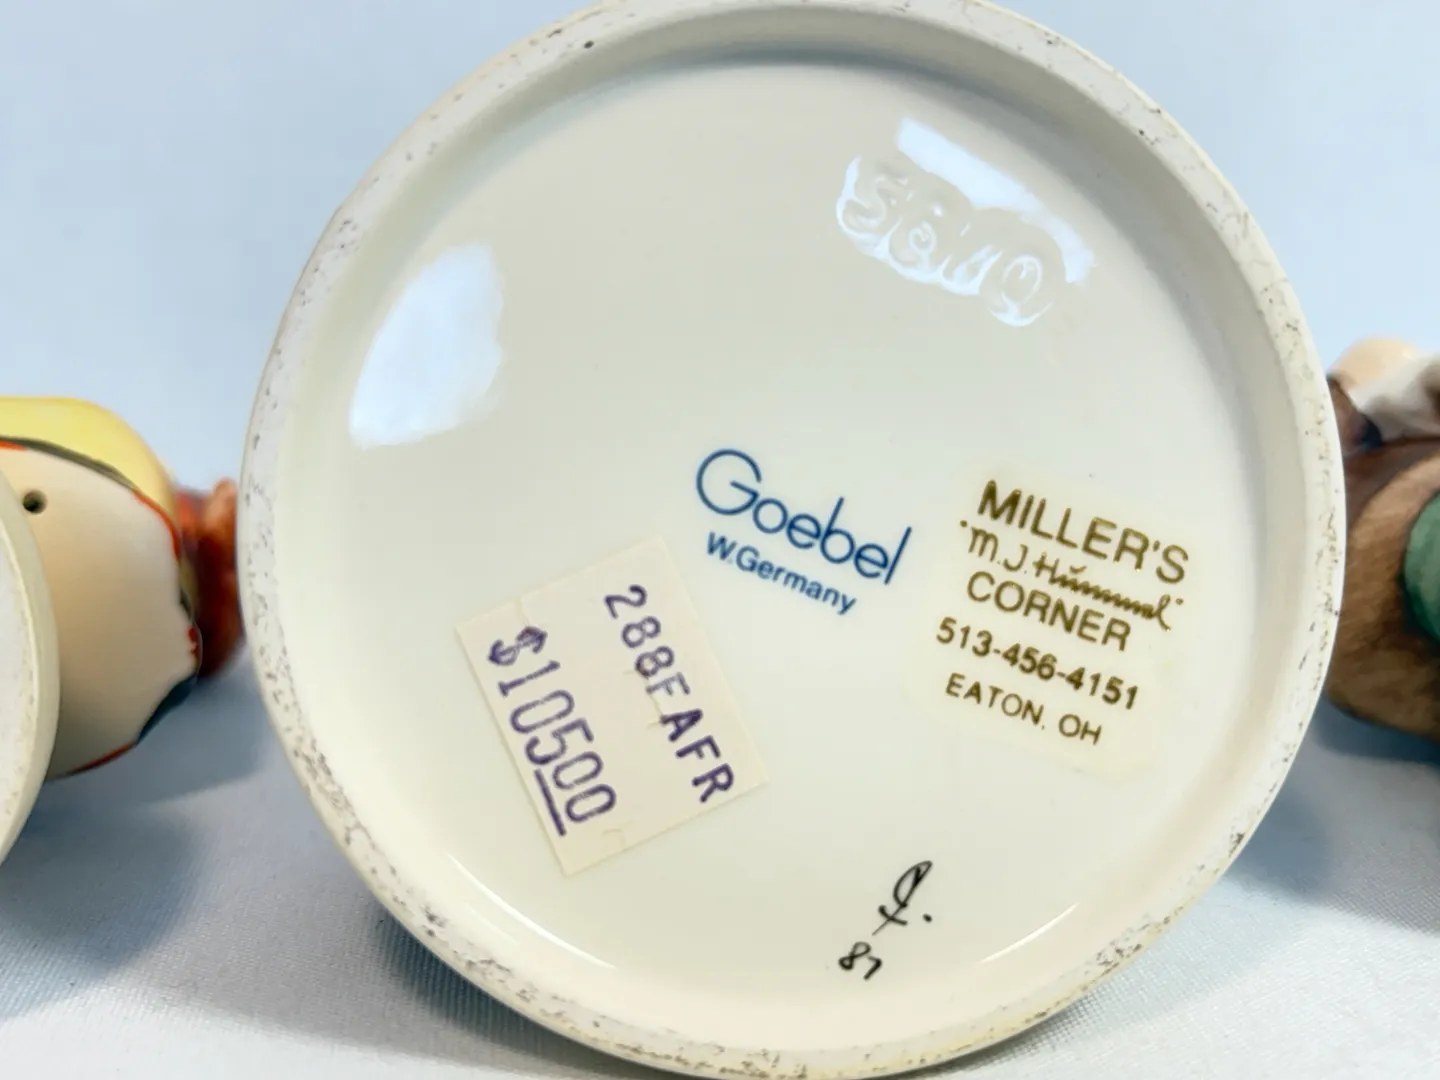 Goebel
W.Germany
MILLER'S
"M.J.Hummel"
CORNER
513-456-4151
EATON, OH
288FAFR
$10500
87